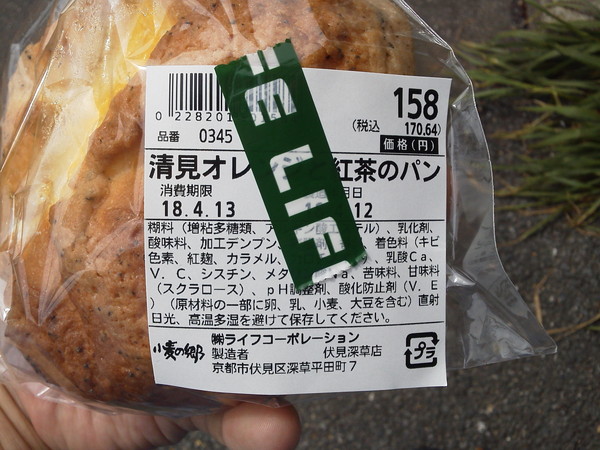 0 228201
158
(税込 170.64)
価格(円)
品番 0345
清見オレ 紅茶のパン
消費期限 日
18.4.13 12
糊料(増粘多糖類、ア テル)、乳化剤、
酸味料、加工デンプン、 、着色料(キビ
色素、紅麹、カラメル、 、乳酸Ca、
V.C、シスチン、メタ a、苦味料、甘味料
(スクラロース)、pH調整剤、酸化防止剤(V.E
)(原材料の一部に卵、乳、小麦、大豆を含む)直射
日光、高温多湿を避けて保存してください。
小麦の郷
㈱ライフコーポレーション
製造者 伏見深草店
京都市伏見区深草平田町7
プラ
E LIF